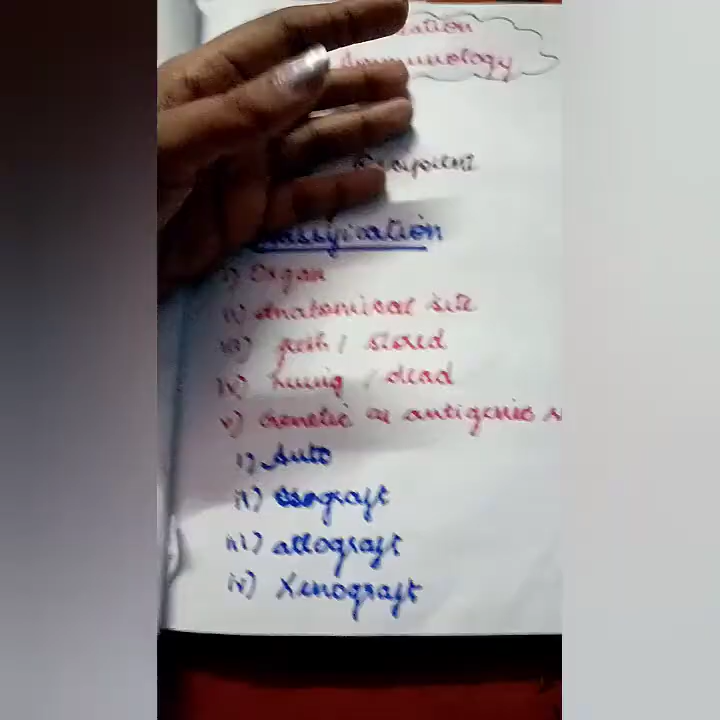 Immunology
Recipient
Classification
i) Organ
ii) Anatomical site
iii) fresh / stored
iv) living / dead
v) Genetic or antigenic
i) Auto
ii) Isograft
iii) allograft
iv) Xenograft